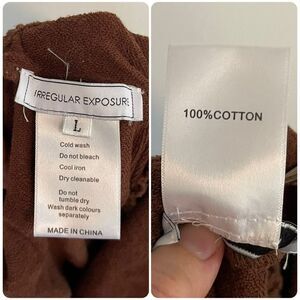 IRREGULAR EXPOSURE
L
Cold wash
Do not bleach
Cool iron
Dry cleanable
Do not
tumble dry
Wash dark colours
separately
MADE IN CHINA
100%COTTON